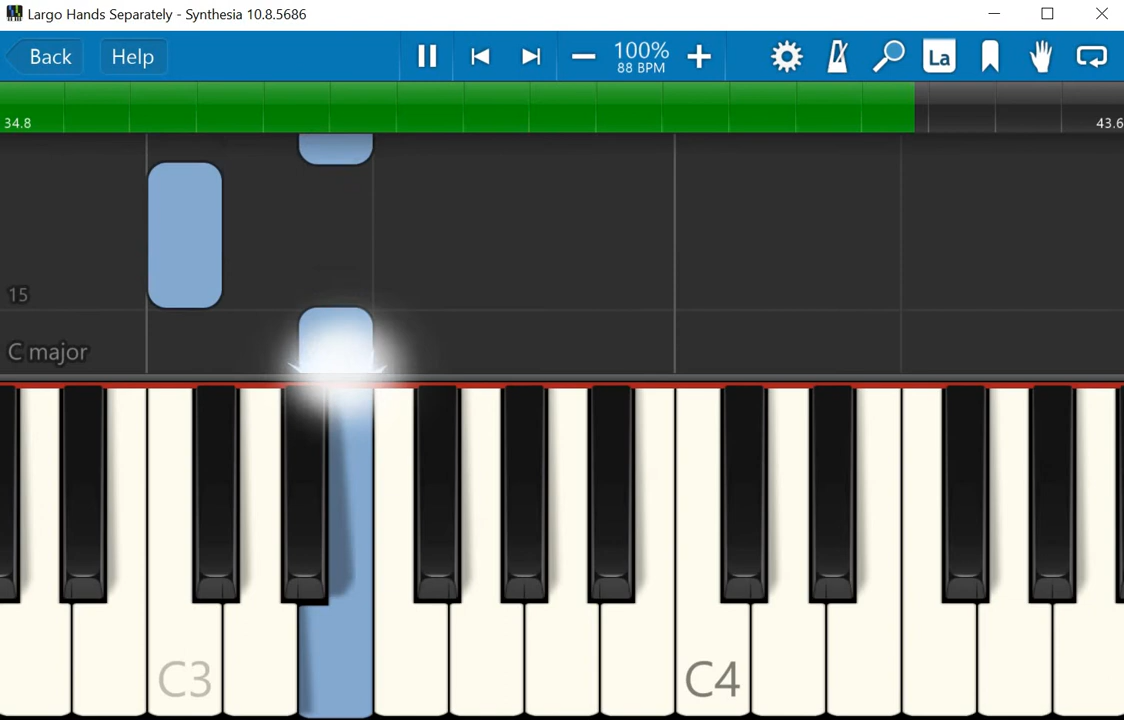 Largo Hands Separately - Synthesia 10.8.5686
Back
Help
100%
88 BPM
La
34.8
43.6
15
C major
C3
C4